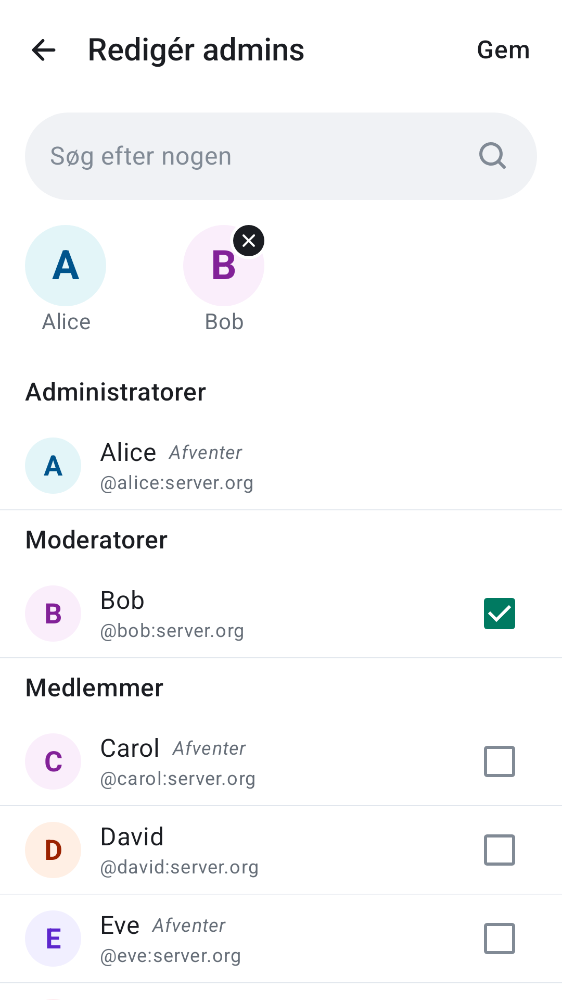 Redigér admins
Gem
Søg efter nogen
A
B
Alice
Bob
Administratorer
A
Alice Afventer
@alice:server.org
Moderatorer
B
Bob
@bob:server.org
Medlemmer
C
Carol Afventer
@carol:server.org
D
David
@david:server.org
E
Eve Afventer
@eve:server.org